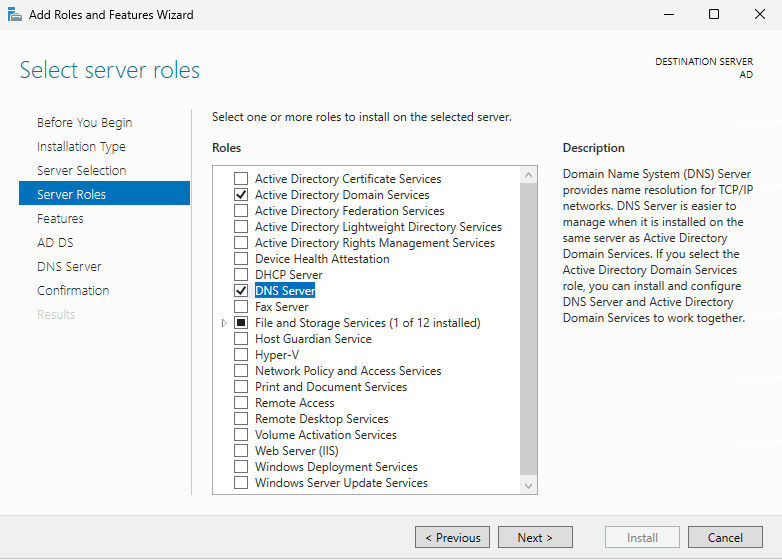 Add Roles and Features Wizard
Select server roles
DESTINATION SERVER
AD
Before You Begin
Installation Type
Server Selection
Server Roles
Features
AD DS
DNS Server
Confirmation
Results
Select one or more roles to install on the selected server.
Roles
Active Directory Certificate Services
Active Directory Domain Services
Active Directory Federation Services
Active Directory Lightweight Directory Services
Active Directory Rights Management Services
Device Health Attestation
DHCP Server
DNS Server
Fax Server
File and Storage Services (1 of 12 installed)
Host Guardian Service
Hyper-V
Network Policy and Access Services
Print and Document Services
Remote Access
Remote Desktop Services
Volume Activation Services
Web Server (IIS)
Windows Deployment Services
Windows Server Update Services
Description
Domain Name System (DNS) Server
provides name resolution for TCP/IP
networks. DNS Server is easier to
manage when it is installed on the
same server as Active Directory
Domain Services. If you select the
Active Directory Domain Services
role, you can install and configure
DNS Server and Active Directory
Domain Services to work together.
< Previous
Next >
Install
Cancel